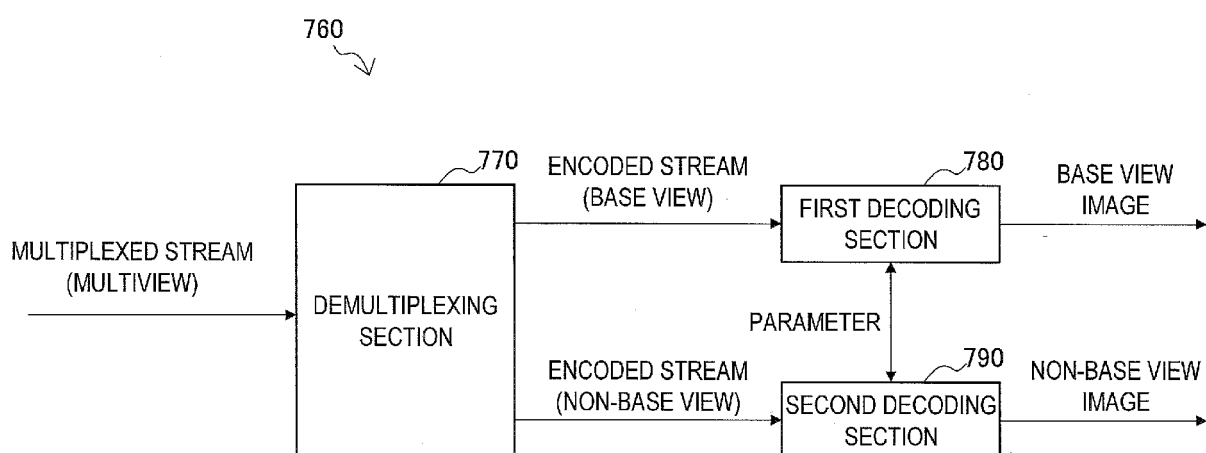 760
770
ENCODED STREAM
(BASE VIEW)
780
BASE VIEW
IMAGE
FIRST DECODING
SECTION
MULTIPLEXED STREAM
(MULTIVIEW)
DEMULTIPLEXING
SECTION
PARAMETER
ENCODED STREAM
(NON-BASE VIEW)
790
NON-BASE VIEW
IMAGE
SECOND DECODING
SECTION